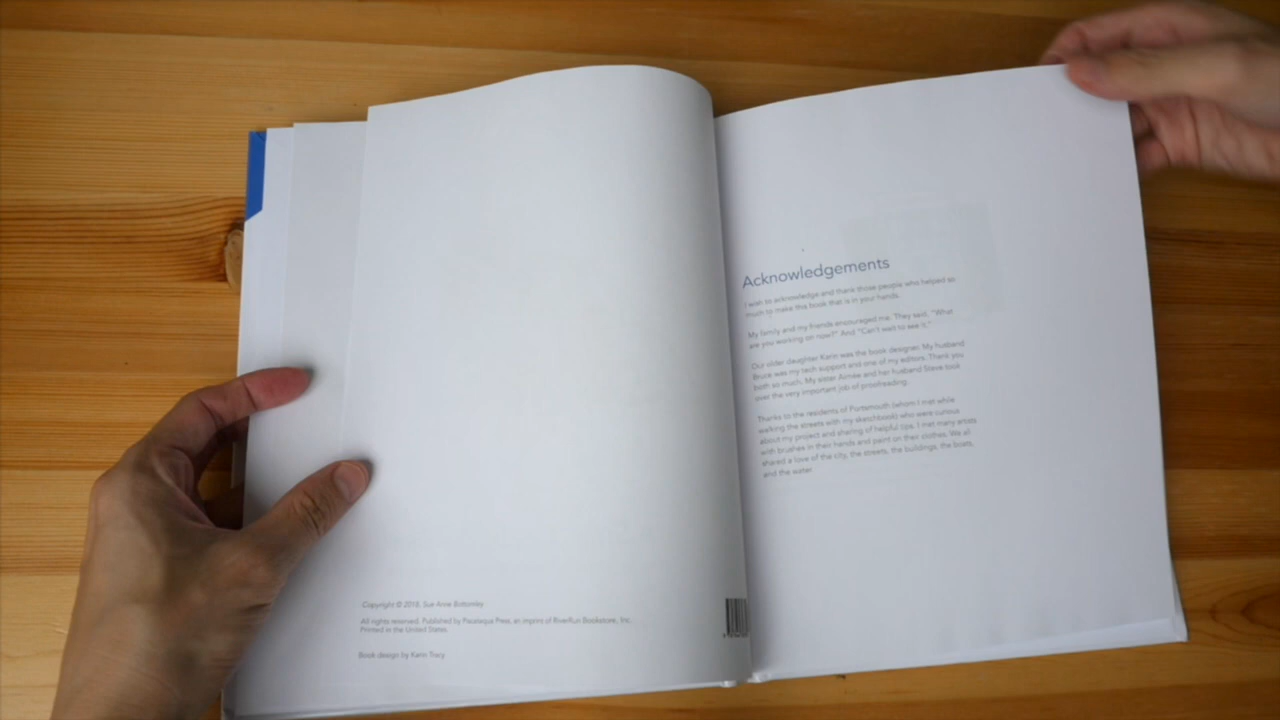 Copyright © 2018, Sue Anne Bottomley
All rights reserved. Published by Piscataqua Press, an imprint of RiverRun Bookstore, Inc.
Printed in the United States
Book design by Karin Tracy
Acknowledgements
I wish to acknowledge and thank those people who helped so
much to make this book that is in your hands.
My family and my friends encouraged me. They said, "What
are you working on now?" And "Can't wait to see it."
Our older daughter Karin was the book designer. My husband
Bruce was my tech support and one of my editors. Thank you
both so much. My sister Aimée and her husband Steve took
over the very important job of proofreading.
Thanks to the residents of Portsmouth (whom I met while
walking the streets with my sketchbook) who were curious
about my project and sharing of helpful tips. I met many artists
with brushes in their hands and paint on their clothes. We all
shared a love of the city, the streets, the buildings, the boats,
and the water.